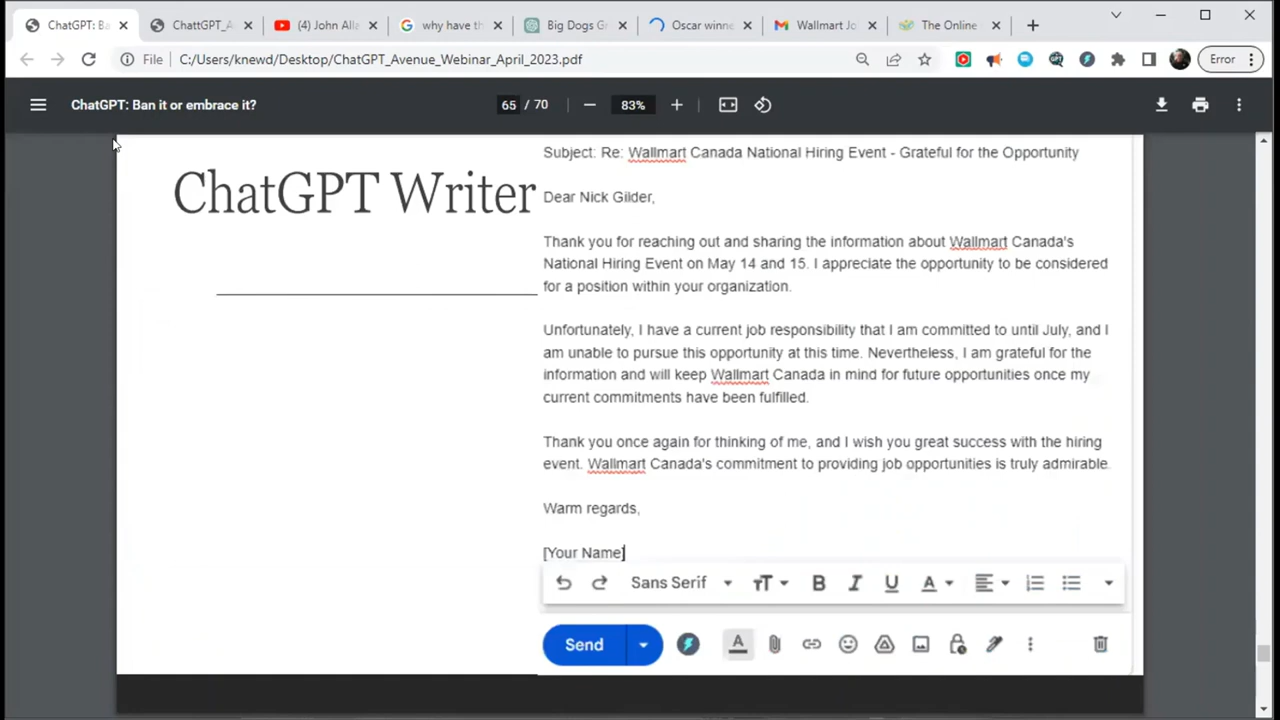 ChatGPT: Ba
ChattGPT_A
(4) John Alla
why have th
Big Dogs Gr
Oscar winne
Wallmart Jo
The Online
File C:/Users/knewd/Desktop/ChatGPT_Avenue_Webinar_April_2023.pdf
Error
ChatGPT: Ban it or embrace it?
65 / 70
83%
ChatGPT Writer
Subject: Re: Wallmart Canada National Hiring Event - Grateful for the Opportunity
Dear Nick Gilder,
Thank you for reaching out and sharing the information about Wallmart Canada's
National Hiring Event on May 14 and 15. I appreciate the opportunity to be considered
for a position within your organization.
Unfortunately, I have a current job responsibility that I am committed to until July, and I
am unable to pursue this opportunity at this time. Nevertheless, I am grateful for the
information and will keep Wallmart Canada in mind for future opportunities once my
current commitments have been fulfilled.
Thank you once again for thinking of me, and I wish you great success with the hiring
event. Wallmart Canada's commitment to providing job opportunities is truly admirable.
Warm regards,
[Your Name]
Sans Serif
Send